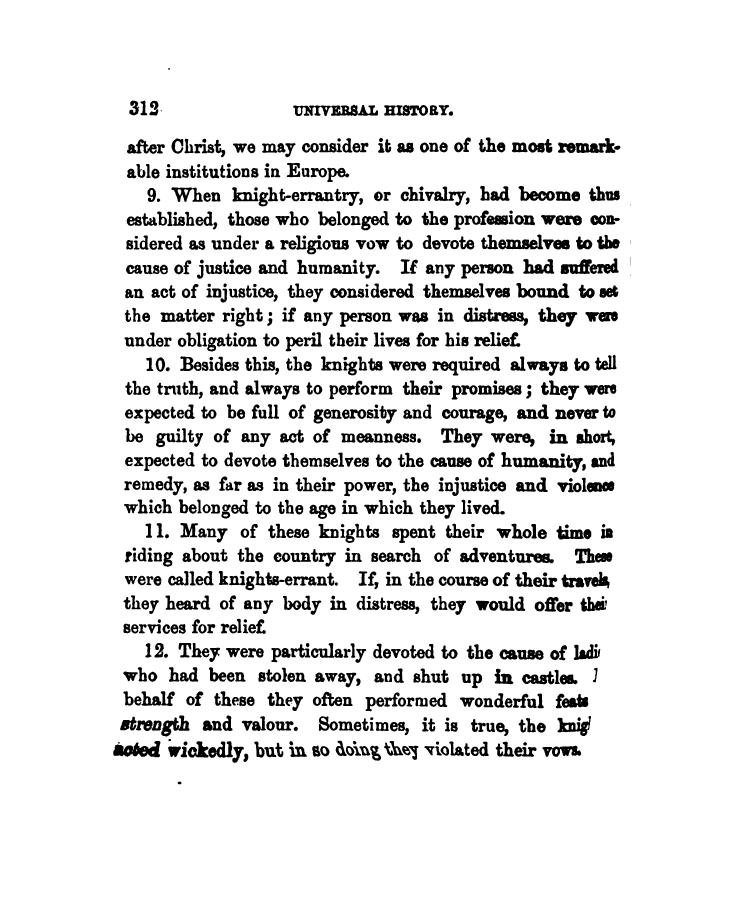 312 UNIVERSAL HISTORY.
after Christ, we may consider it as one of the most remark-
able institutions in Europe.
9. When knight-errantry, or chivalry, had become thus
established, those who belonged to the profession were con-
sidered as under a religious vow to devote themselves to the
cause of justice and humanity. If any person had suffered
an act of injustice, they considered themselves bound to set
the matter right; if any person was in distress, they were
under obligation to peril their lives for his relief.
10. Besides this, the knights were required always to tell
the truth, and always to perform their promises; they were
expected to be full of generosity and courage, and never to
be guilty of any act of meanness. They were, in short,
expected to devote themselves to the cause of humanity, and
remedy, as far as in their power, the injustice and violence
which belonged to the age in which they lived.
11. Many of these knights spent their whole time in
riding about the country in search of adventures. These
were called knights-errant. If, in the course of their travels,
they heard of any body in distress, they would offer their
services for relief.
12. They were particularly devoted to the cause of
who had been stolen away, and shut up in castles.
behalf of these they often performed wonderful feats
strength and valour. Sometimes, it is true, the
acted wickedly, but in so doing they violated their vows.